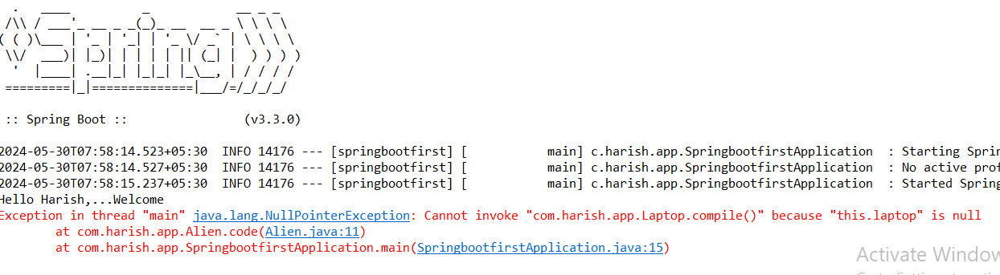 .   ____          _            __ _ _
 /\\ / ___'_ __ _ _(_)_ __  __ _ \ \ \ \
( ( )\___ | '_ | '_| | '_ \/ _` | \ \ \ \
 \\/  ___)| |_)| | | | | || (_| |  ) ) ) )
  '  |____| .__|_| |_|_| |_\__, | / / / /
 =========|_|==============|___/=/_/_/_/
 :: Spring Boot ::                (v3.3.0)
2024-05-30T07:58:14.523+05:30  INFO 14176 --- [springbootfirst] [           main] c.harish.app.SpringbootfirstApplication  : Starting Sprin
2024-05-30T07:58:14.527+05:30  INFO 14176 --- [springbootfirst] [           main] c.harish.app.SpringbootfirstApplication  : No active prof
2024-05-30T07:58:15.237+05:30  INFO 14176 --- [springbootfirst] [           main] c.harish.app.SpringbootfirstApplication  : Started Spring
Hello Harish,...Welcome
Exception in thread "main" java.lang.NullPointerException: Cannot invoke "com.harish.app.Laptop.compile()" because "this.laptop" is null
        at com.harish.app.Alien.code(Alien.java:11)
        at com.harish.app.SpringbootfirstApplication.main(SpringbootfirstApplication.java:15)
Activate Window